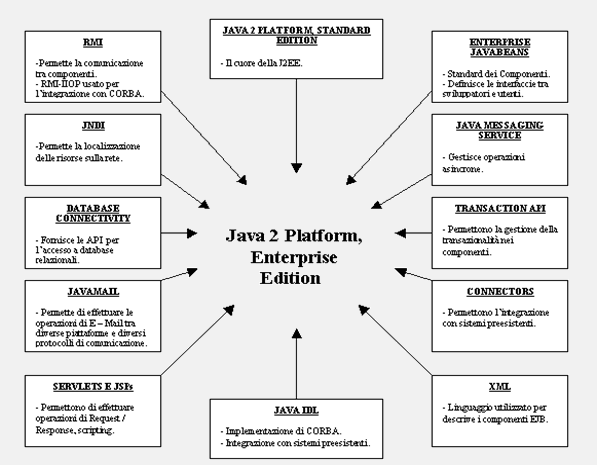 RMI
-Permette la comunicazione
tra componenti.
- RMI-IIOP usato per
l'integrazione con CORBA.
JNDI
-Permette la localizzazione
delle risorse sulla rete.
DATABASE
CONNECTIVITY
- Fornisce le API per
l'accesso a database
relazionali.
JAVAMAIL
- Permette di effettuare le
operazioni di E – Mail tra
diverse piattaforme e diversi
protocolli di comunicazione.
SERVLETS E JSPs
- Permettono di effettuare
operazioni di Request /
Response, scripting.
JAVA 2 PLATFORM, STANDARD
EDITION
- Il cuore della J2EE.
Java 2 Platform,
Enterprise
Edition
JAVA IDL
- Implementazione di CORBA.
- Integrazione con sistemi preesistenti.
ENTERPRISE
JAVABEANS
- Standard dei Componenti.
- Definisce le interfaccie tra
sviluppatori e utenti.
JAVA MESSAGING
SERVICE
- Gestisce operazioni
asincrone.
TRANSACTION API
- Permettono la gestione della
transazionalità nei
componenti.
CONNECTORS
- Permettono l'integrazione
con sistemi preesistenti.
XML
- Linguaggio utilizzato per
descrive i componenti EJB.